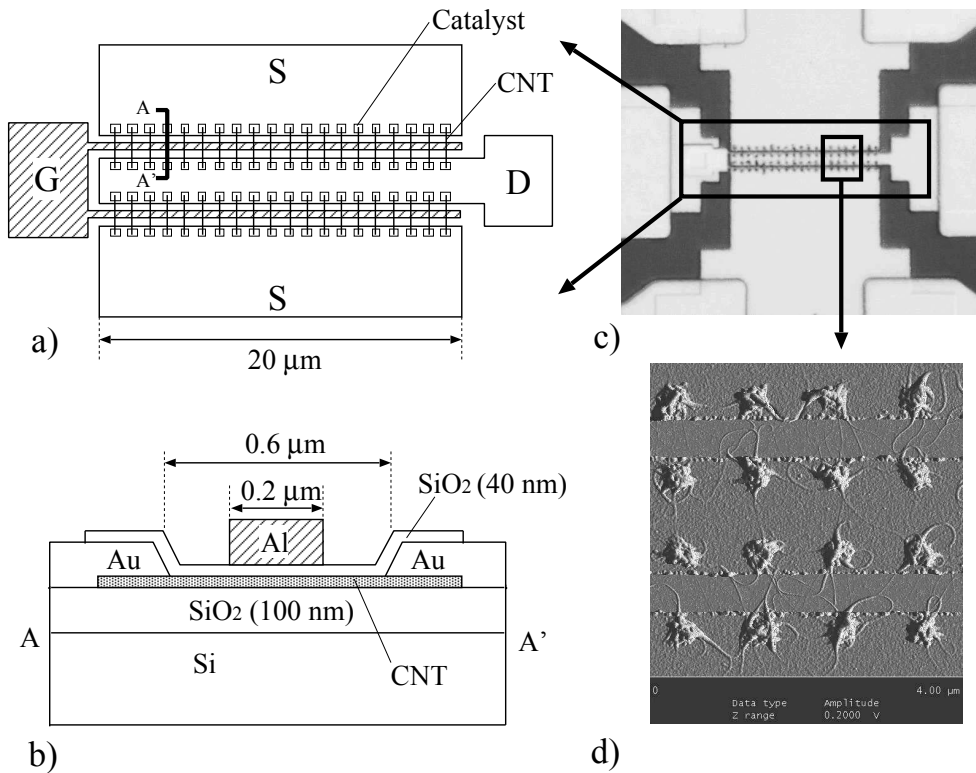 Catalyst
CNT
S
A
A'
G
D
S
a)
20 μm
c)
0.6 μm
0.2 μm
SiO2 (40 nm)
Al
Au
Au
SiO2 (100 nm)
A
A'
Si
CNT
b)
0
4.00 μm
Data type
Amplitude
Z range
0.2000 V
d)